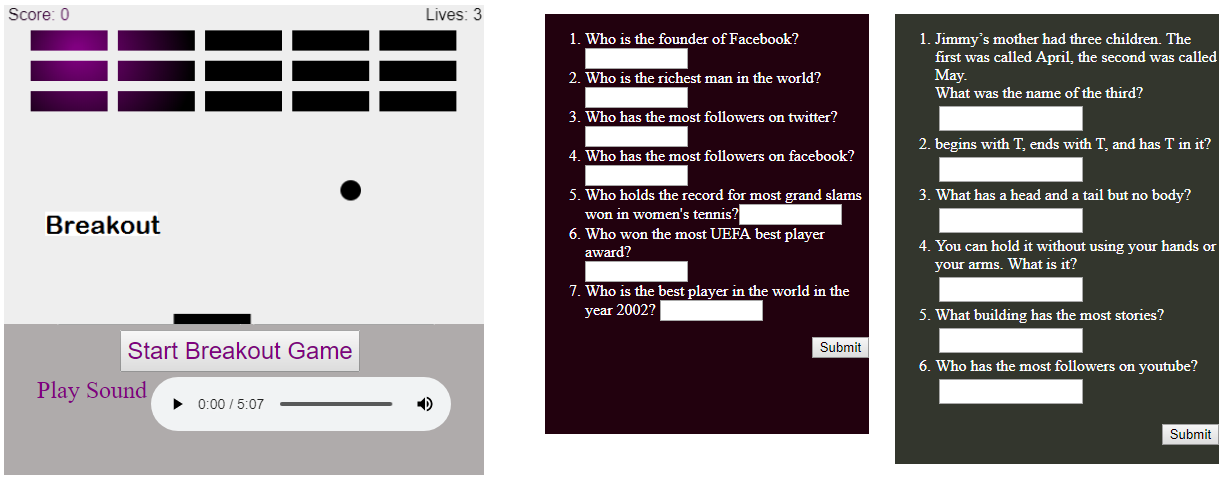 Score: 0
Lives: 3
Breakout
Start Breakout Game
Play Sound
0:00 / 5:07
1. Who is the founder of Facebook?
2. Who is the richest man in the world?
3. Who has the most followers on twitter?
4. Who has the most followers on facebook?
5. Who holds the record for most grand slams
won in women's tennis?
6. Who won the most UEFA best player
award?
7. Who is the best player in the world in the
year 2002?
Submit
1. Jimmy’s mother had three children. The
first was called April, the second was called
May.
What was the name of the third?
2. begins with T, ends with T, and has T in it?
3. What has a head and a tail but no body?
4. You can hold it without using your hands or
your arms. What is it?
5. What building has the most stories?
6. Who has the most followers on youtube?
Submit